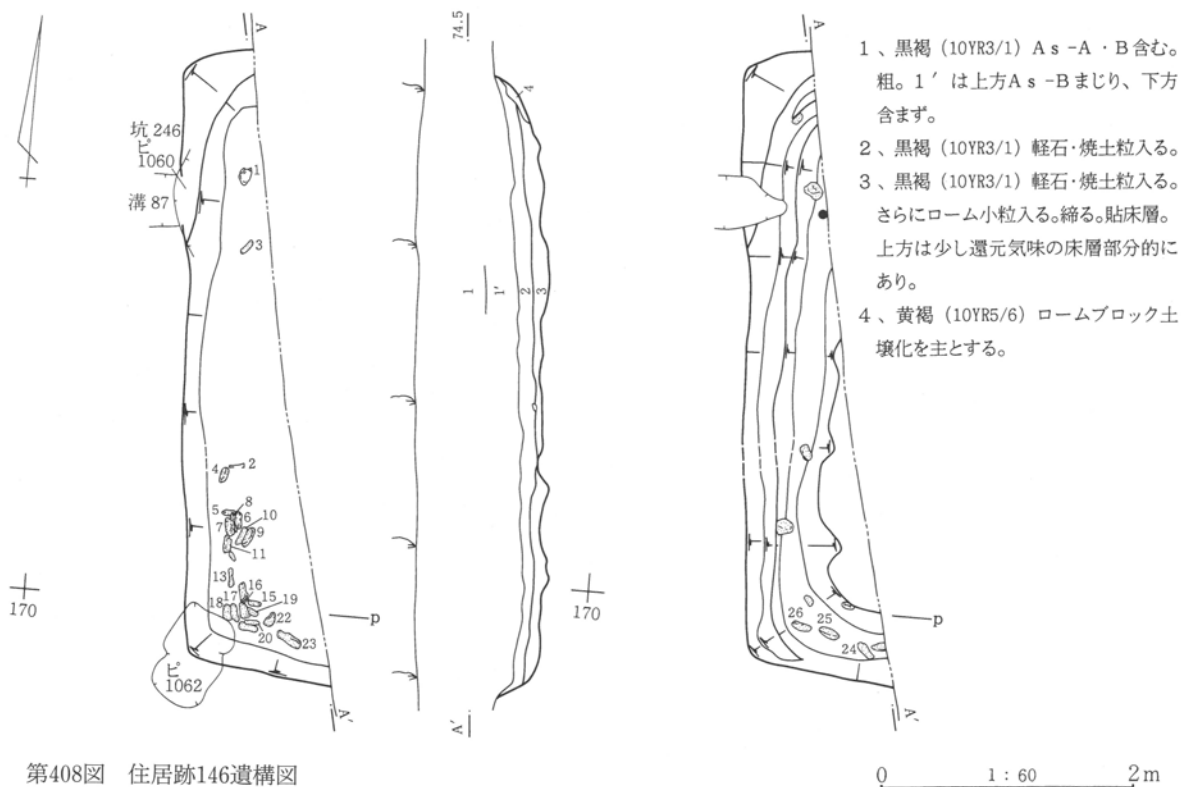 A
坑 246
ピ
1060
溝 87
1
3
4
2
5
8
7
6
10
9
11
13
16
17
15
18
19
22
20
23
p
170
ピ
1062
A'
74.5
4
1
1'
2
3
170
A'
A
26
25
24
p
A'
1、黒褐 (10YR3/1) As-A・B含む。
粗。1′は上方As-Bまじり、下方
含まず。
2、黒褐 (10YR3/1) 軽石・焼土粒入る。
3、黒褐 (10YR3/1) 軽石・焼土粒入る。
さらにローム小粒入る。締る。貼床層。
上方は少し還元気味の床層部分的に
あり。
4、黄褐 (10YR5/6) ロームブロック土
壌化を主とする。
第408図 住居跡146遺構図
0 1:60 2m